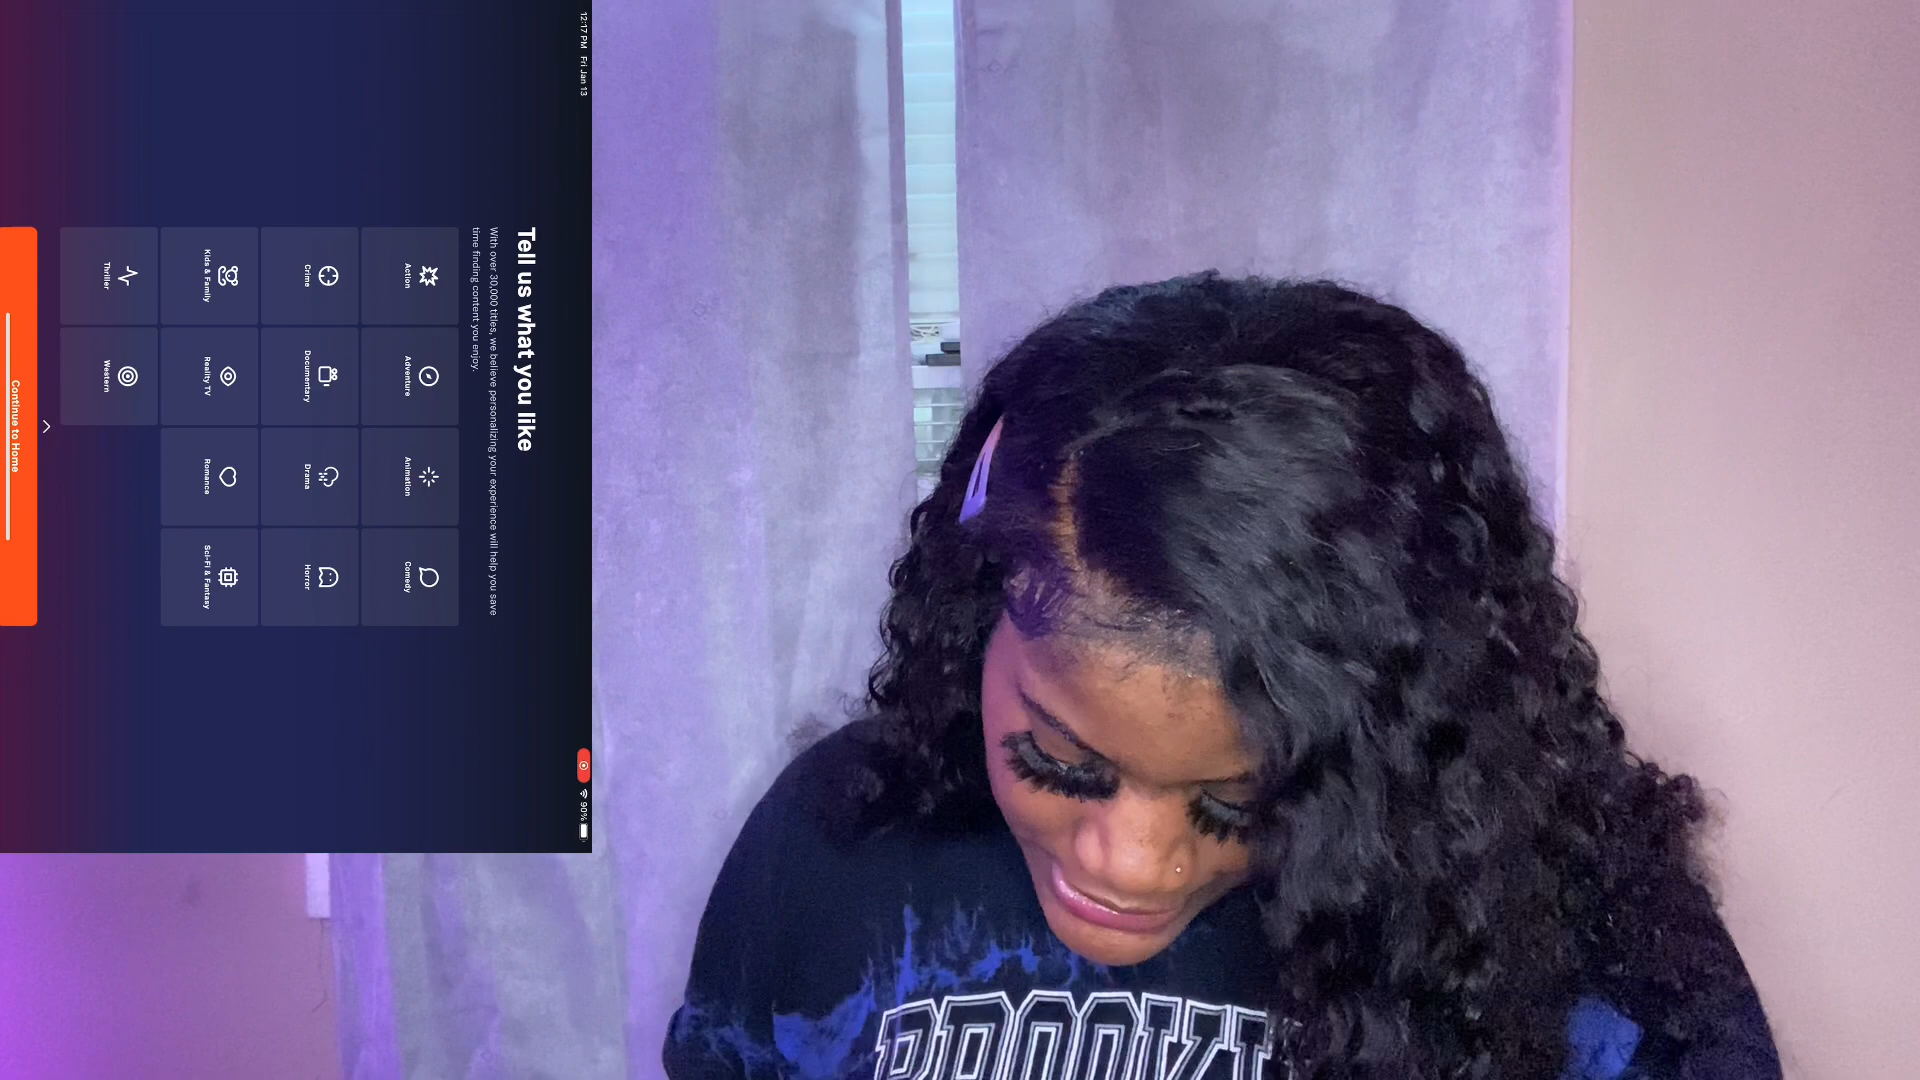 12:17 PM Fri Jan 13
90%
Tell us what you like
With over 30,000 titles, we believe personalizing your experience will help you save
time finding content you enjoy.
Action
Adventure
Animation
Comedy
Crime
Documentary
Drama
Horror
Kids & Family
Reality TV
Romance
Sci-Fi & Fantasy
Thriller
Western
Continue to Home